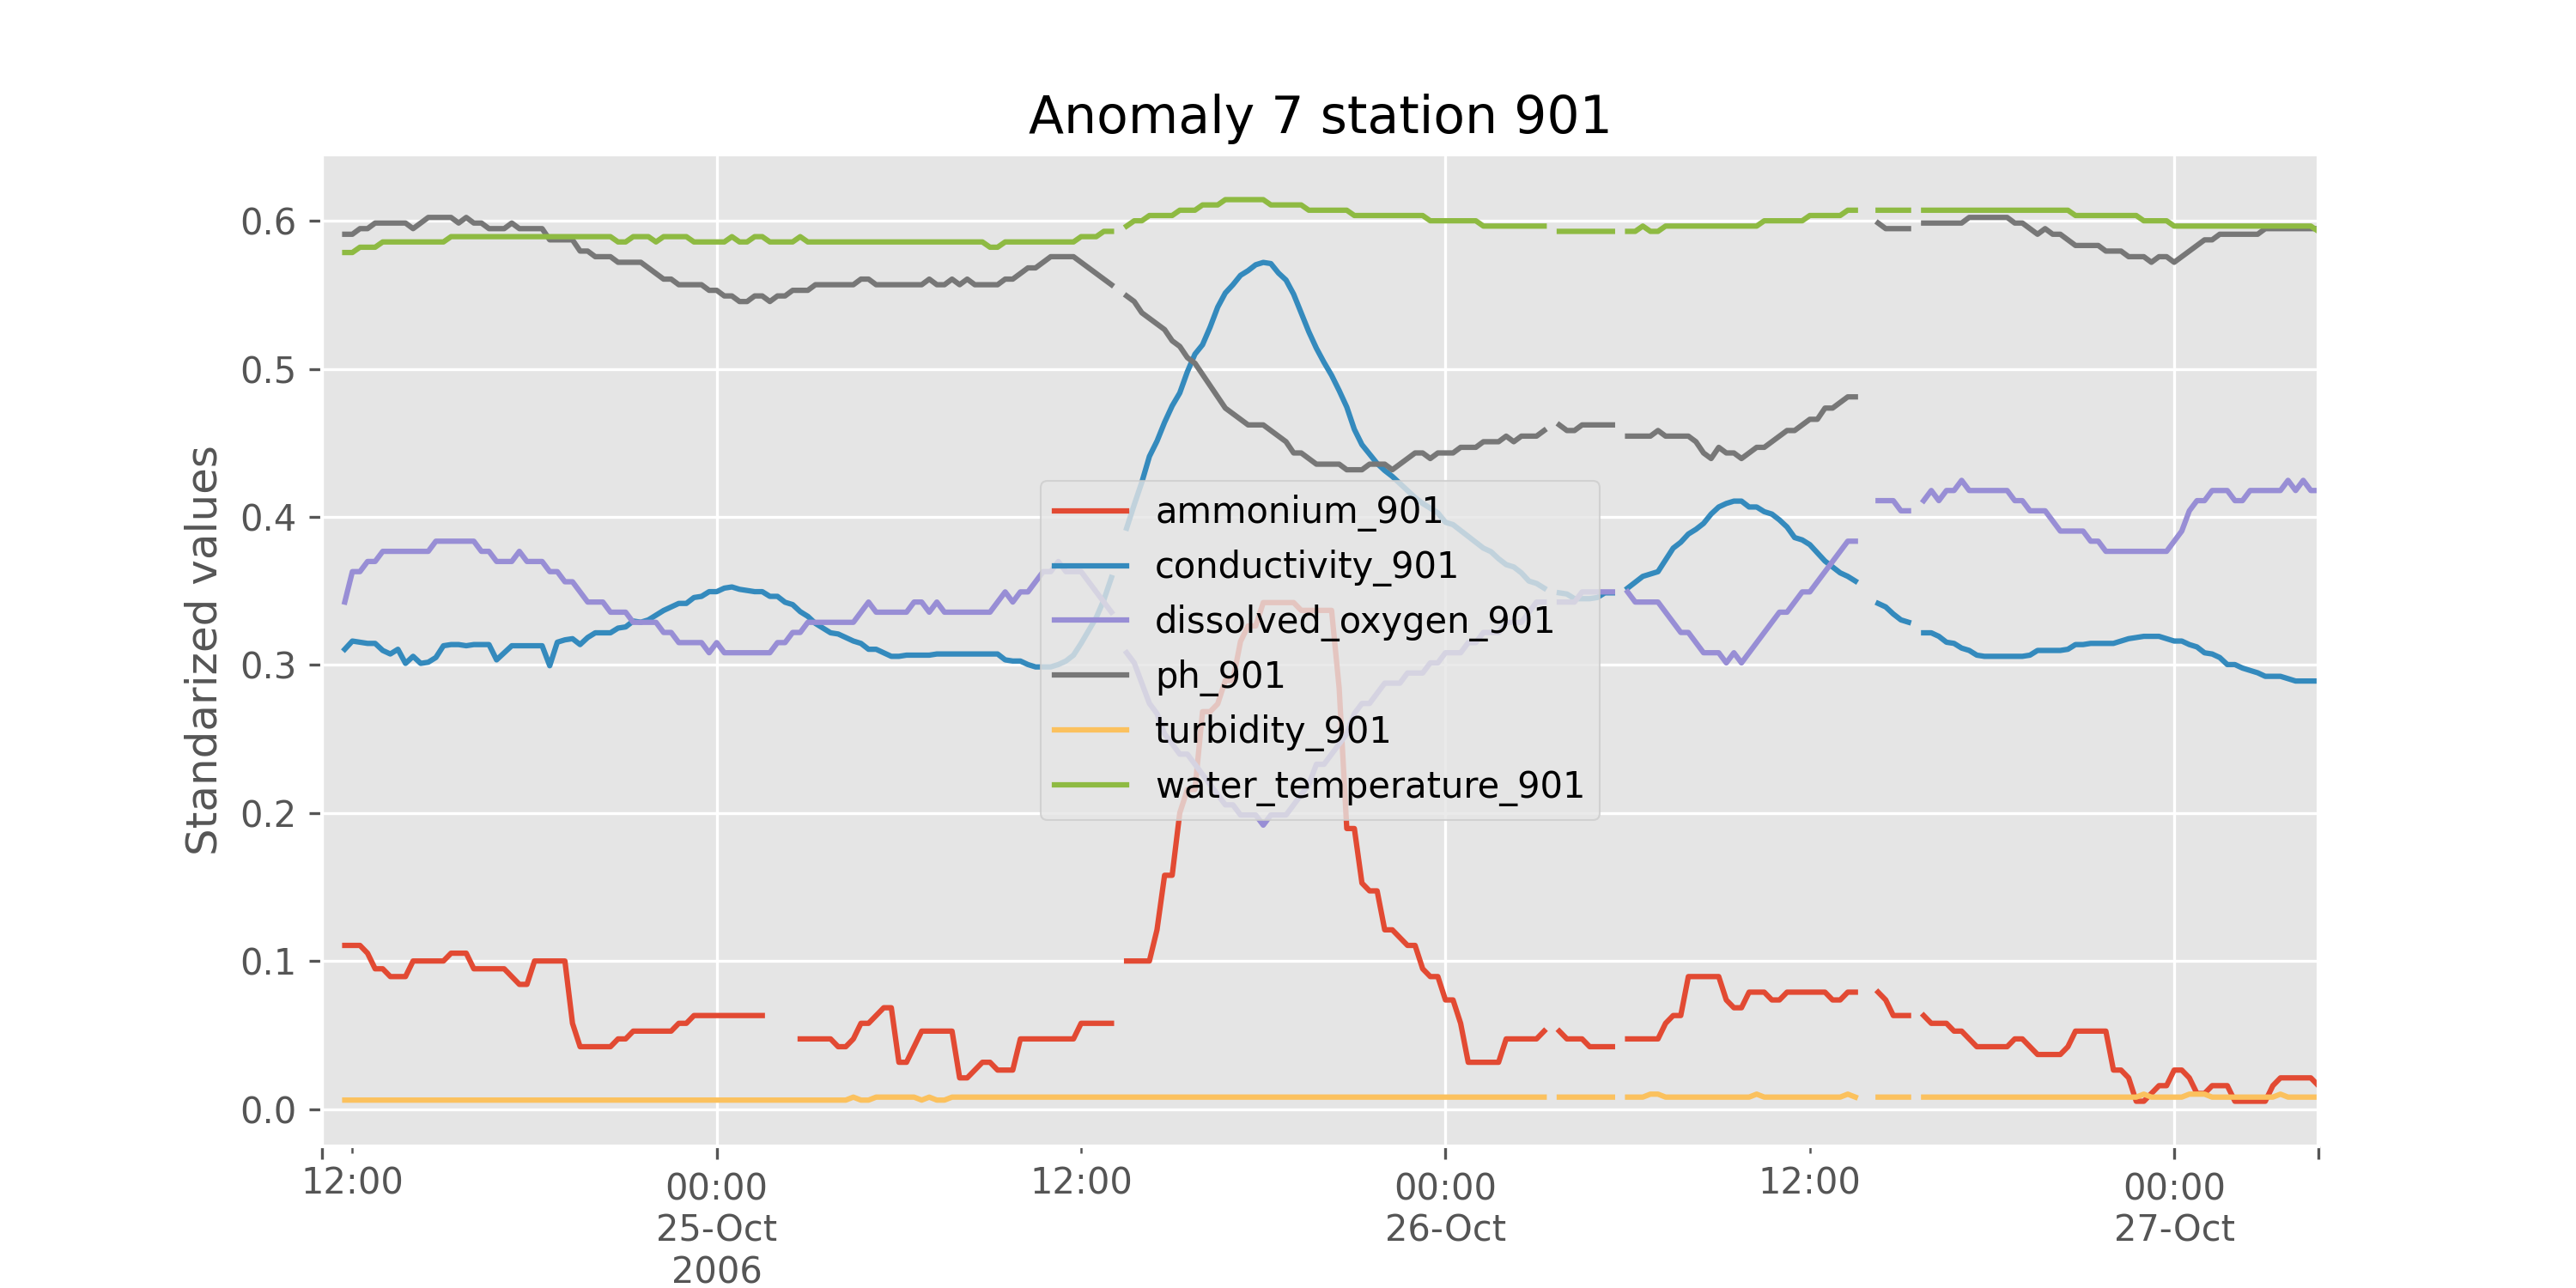 Anomaly 7 station 901
Standarized values
0.6
0.5
0.4
0.3
0.2
0.1
0.0
ammonium_901
conductivity_901
dissolved_oxygen_901
ph_901
turbidity_901
water_temperature_901
12:00
00:00
25-Oct
2006
12:00
00:00
26-Oct
12:00
00:00
27-Oct